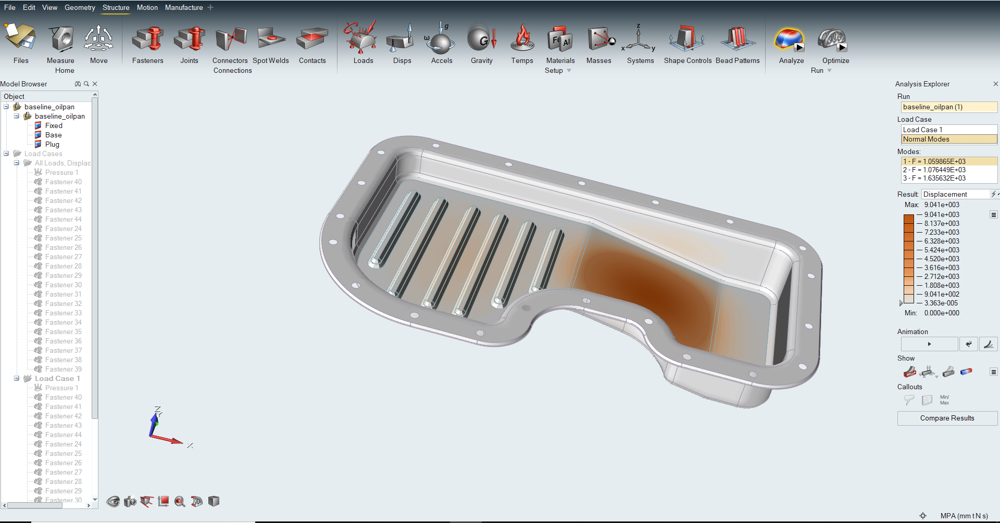 File Edit View Geometry Structure Motion Manufacture
g
ω
G
Fe
Al
z
x
y
Files Measure Move Fasteners Joints Connectors Spot Welds Contacts Loads Disps Accels Gravity Temps Materials Masses Systems Shape Controls Bead Patterns Analyze Optimize
Home Connections Setup Run
Model Browser
Object
baseline_oilpan
baseline_oilpan
Fixed
Base
Plug
Load Cases
All Loads, Displac
Pressure 1
Fastener 40
Fastener 41
Fastener 42
Fastener 43
Fastener 44
Fastener 24
Fastener 25
Fastener 26
Fastener 27
Fastener 28
Fastener 29
Fastener 30
Fastener 31
Fastener 32
Fastener 33
Fastener 34
Fastener 35
Fastener 36
Fastener 37
Fastener 38
Fastener 39
Load Case 1
Pressure 1
Fastener 40
Fastener 41
Fastener 42
Fastener 43
Fastener 44
Fastener 24
Fastener 25
Fastener 26
Fastener 27
Fastener 28
Fastener 29
Fastener 30
Z
Y
X
Analysis Explorer
Run
baseline_oilpan (1)
Load Case
Load Case 1
Normal Modes
Modes:
1 - F = 1.059865E+03
2 - F = 1.076449E+03
3 - F = 1.635632E+03
Result: Displacement
Max: 9.041e+003
9.041e+003
8.137e+003
7.233e+003
6.328e+003
5.424e+003
4.520e+003
3.616e+003
2.712e+003
1.808e+003
9.041e+002
3.363e-005
Min: 0.000e+000
Animation
Show
Callouts
Min/
Max
Compare Results
MPA (mm t N s)